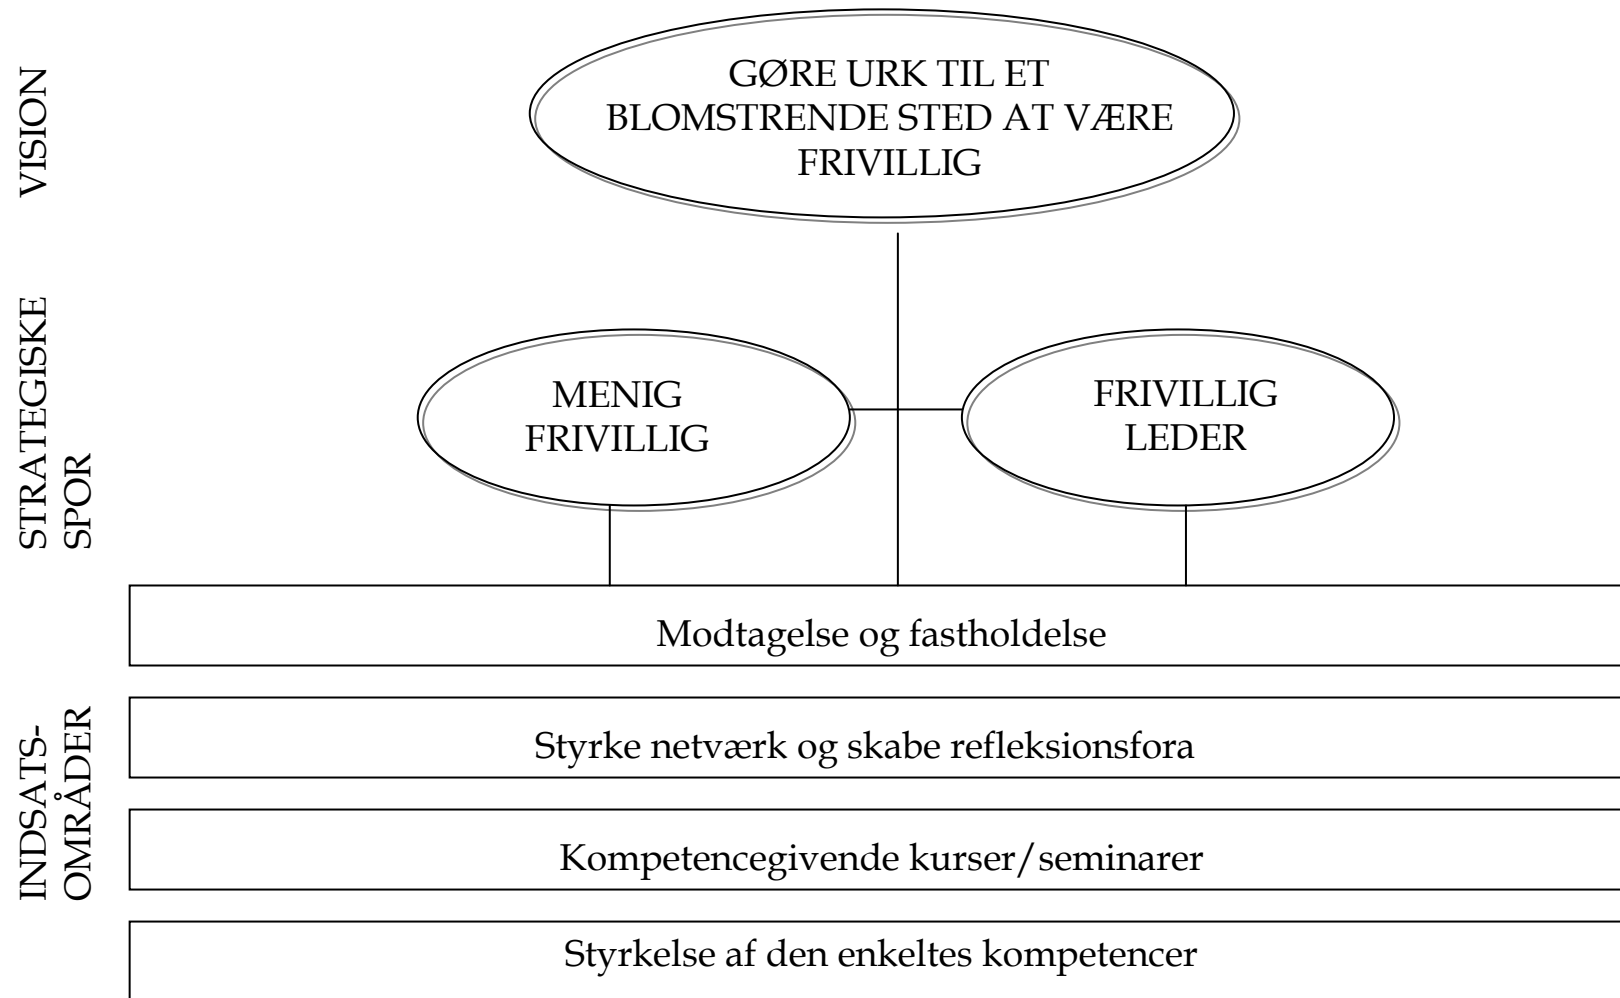 VISION
GØRE URK TIL ET
BLOMSTRENDE STED AT VÆRE
FRIVILLIG
STRATEGISKE
SPOR
MENIG
FRIVILLIG
FRIVILLIG
LEDER
INDSATS-
OMRÅDER
Modtagelse og fastholdelse
Styrke netværk og skabe refleksionsfora
Kompetencegivende kurser/seminarer
Styrkelse af den enkeltes kompetencer